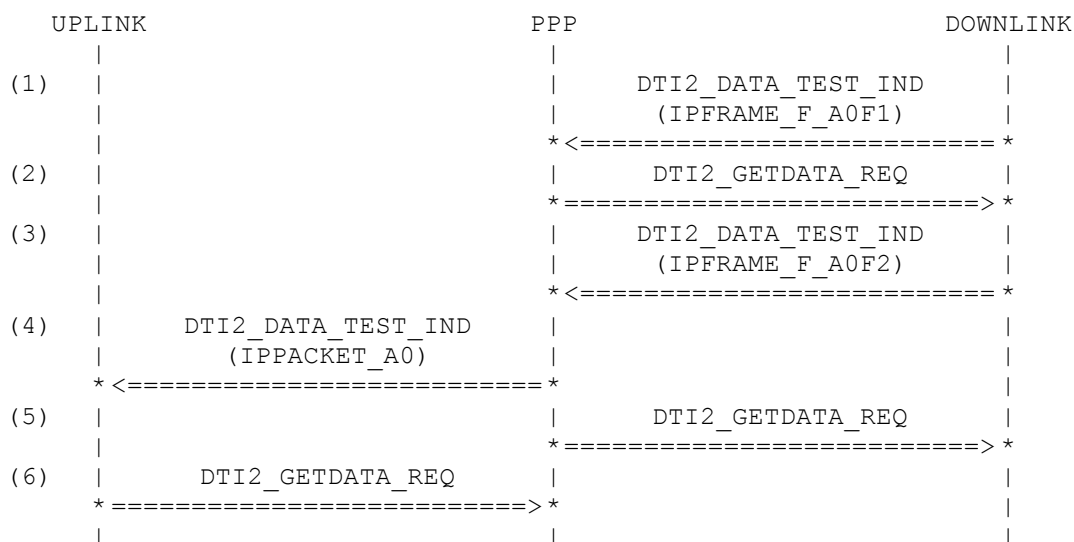 UPLINK PPP DOWNLINK
| | |
(1) | | DTI2_DATA_TEST_IND |
| | (IPFRAME_F_A0F1) |
| *<==========================*
(2) | | DTI2_GETDATA_REQ |
| *==========================>*
(3) | | DTI2_DATA_TEST_IND |
| | (IPFRAME_F_A0F2) |
| *<==========================*
(4) | DTI2_DATA_TEST_IND | |
| (IPPACKET_A0) | |
*<==========================* |
(5) | | DTI2_GETDATA_REQ |
| *==========================>*
(6) | DTI2_GETDATA_REQ | |
*==========================>* |
| | |